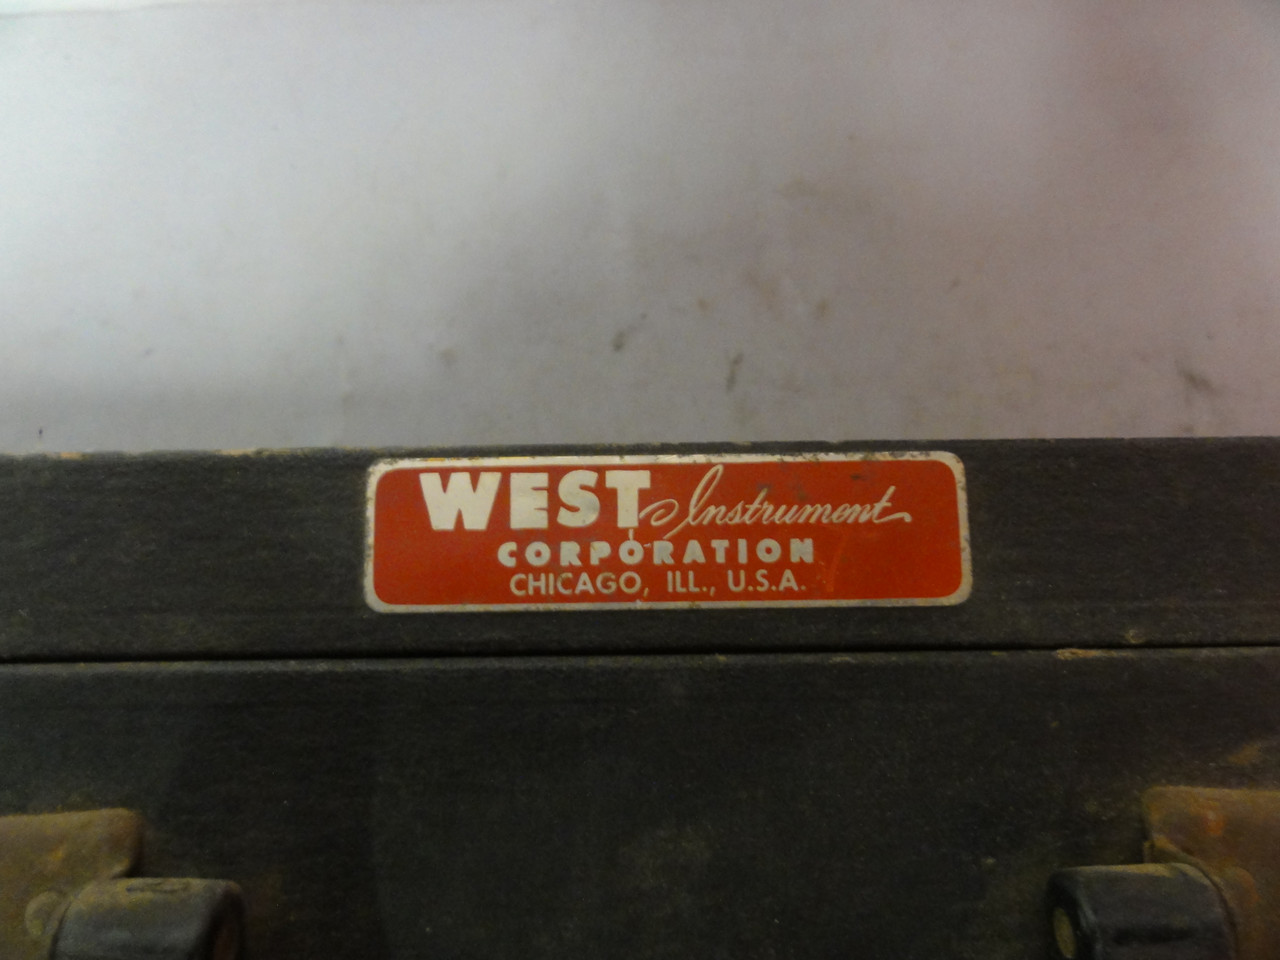 WEST Instrument
CORPORATION
CHICAGO, ILL., U.S.A.